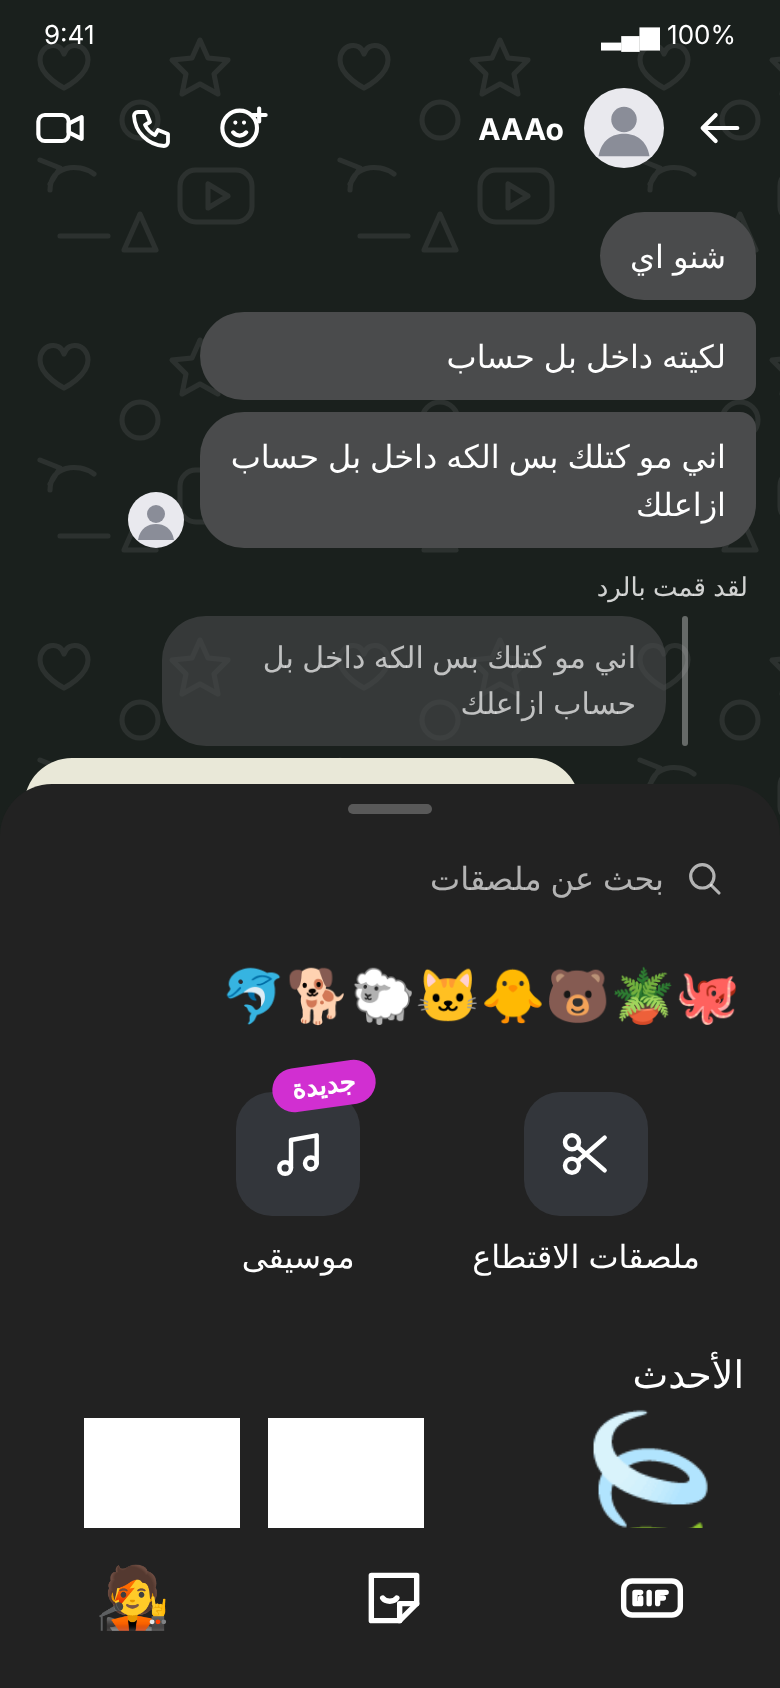 9:41
100%
AAAo
شنو اي
لكيته داخل بل حساب
اني مو كتلك بس الكه داخل بل حساب
ازاعلك
لقد قمت بالرد
اني مو كتلك بس الكه داخل بل
حساب ازاعلك
بحث عن ملصقات
جديدة
ملصقات الاقتطاع
موسيقى
الأحدث
GIF